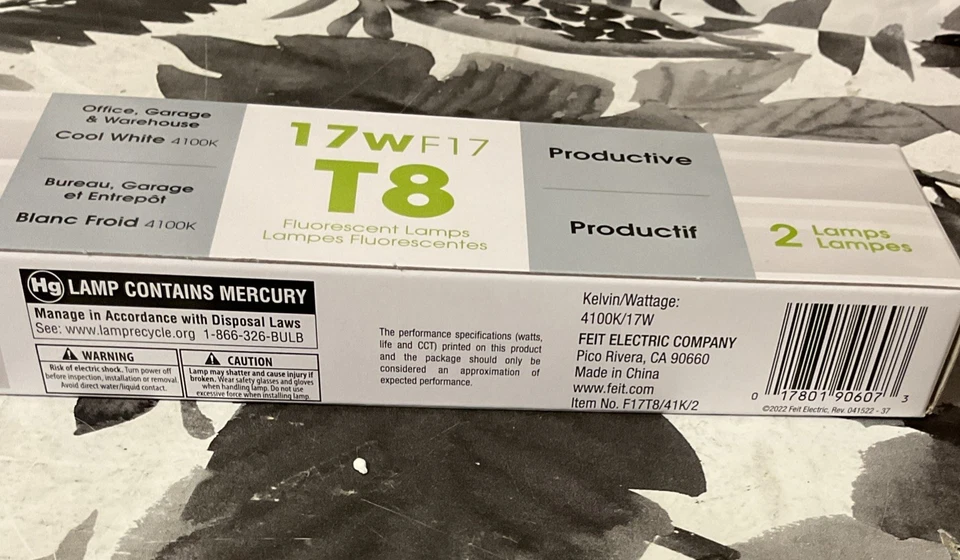 Office, Garage
& Warehouse
Cool White 4100K
Bureau, Garage
et Entrepôt
Blanc Froid 4100K
17w F17
T8
Fluorescent Lamps
Lampes Fluorescentes
Productive
Productif
2 Lamps
Lampes
Hg LAMP CONTAINS MERCURY
Manage in Accordance with Disposal Laws
See: www.lamprecycle.org 1-866-326-BULB
WARNING
Risk of electric shock. Turn power off
before inspection, installation or removal.
Avoid direct water/liquid contact.
CAUTION
Lamp may shatter and cause injury if
broken. Wear safety glasses and gloves
when handling lamp. Do not use
excessive force when installing lamp.
The performance specifications (watts,
life and CCT) printed on this product
and the package should only be
considered an approximation of
expected performance.
Kelvin/Wattage:
4100K/17W
FEIT ELECTRIC COMPANY
Pico Rivera, CA 90660
Made in China
www.feit.com
Item No. F17T8/41K/2
0 17801 90607 3
©2022 Feit Electric, Rev. 041522 - 37